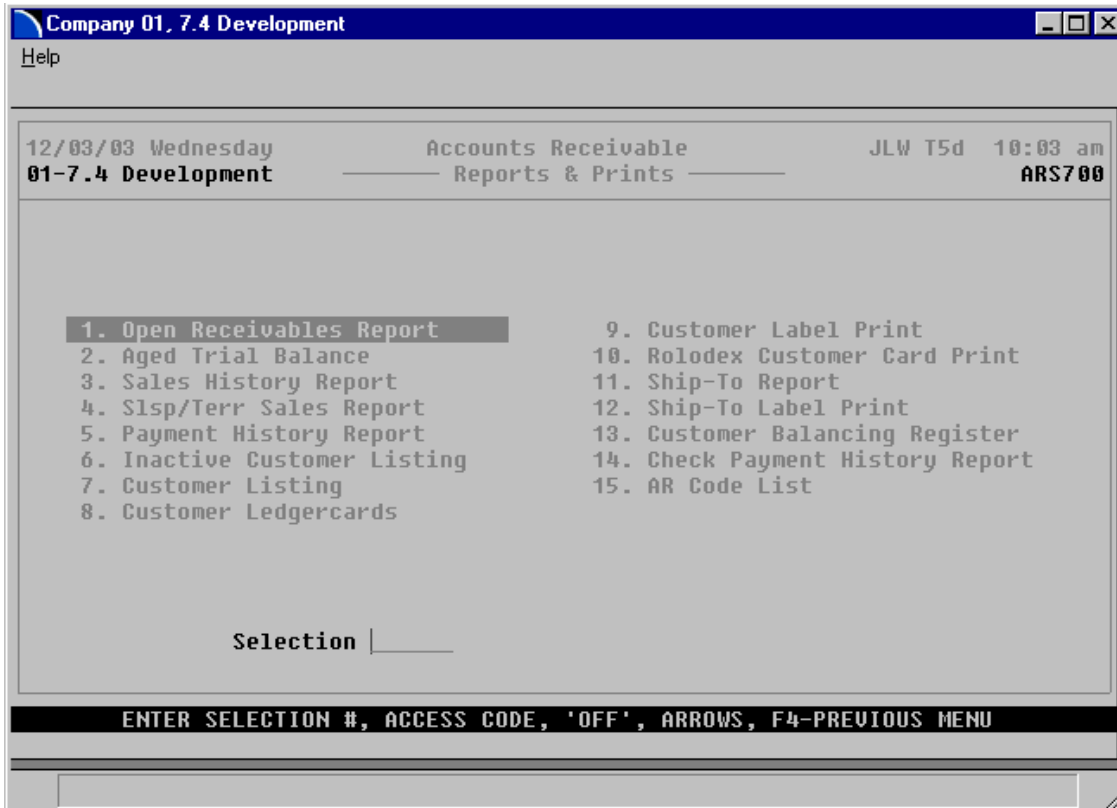 Company 01, 7.4 Development
Help
12/03/03 Wednesday Accounts Receivable JLW T5d 10:03 am
01-7.4 Development Reports & Prints ARS700
1. Open Receivables Report
2. Aged Trial Balance
3. Sales History Report
4. Slsp/Terr Sales Report
5. Payment History Report
6. Inactive Customer Listing
7. Customer Listing
8. Customer Ledgercards
9. Customer Label Print
10. Rolodex Customer Card Print
11. Ship-To Report
12. Ship-To Label Print
13. Customer Balancing Register
14. Check Payment History Report
15. AR Code List
Selection
ENTER SELECTION #, ACCESS CODE, 'OFF', ARROWS, F4-PREVIOUS MENU